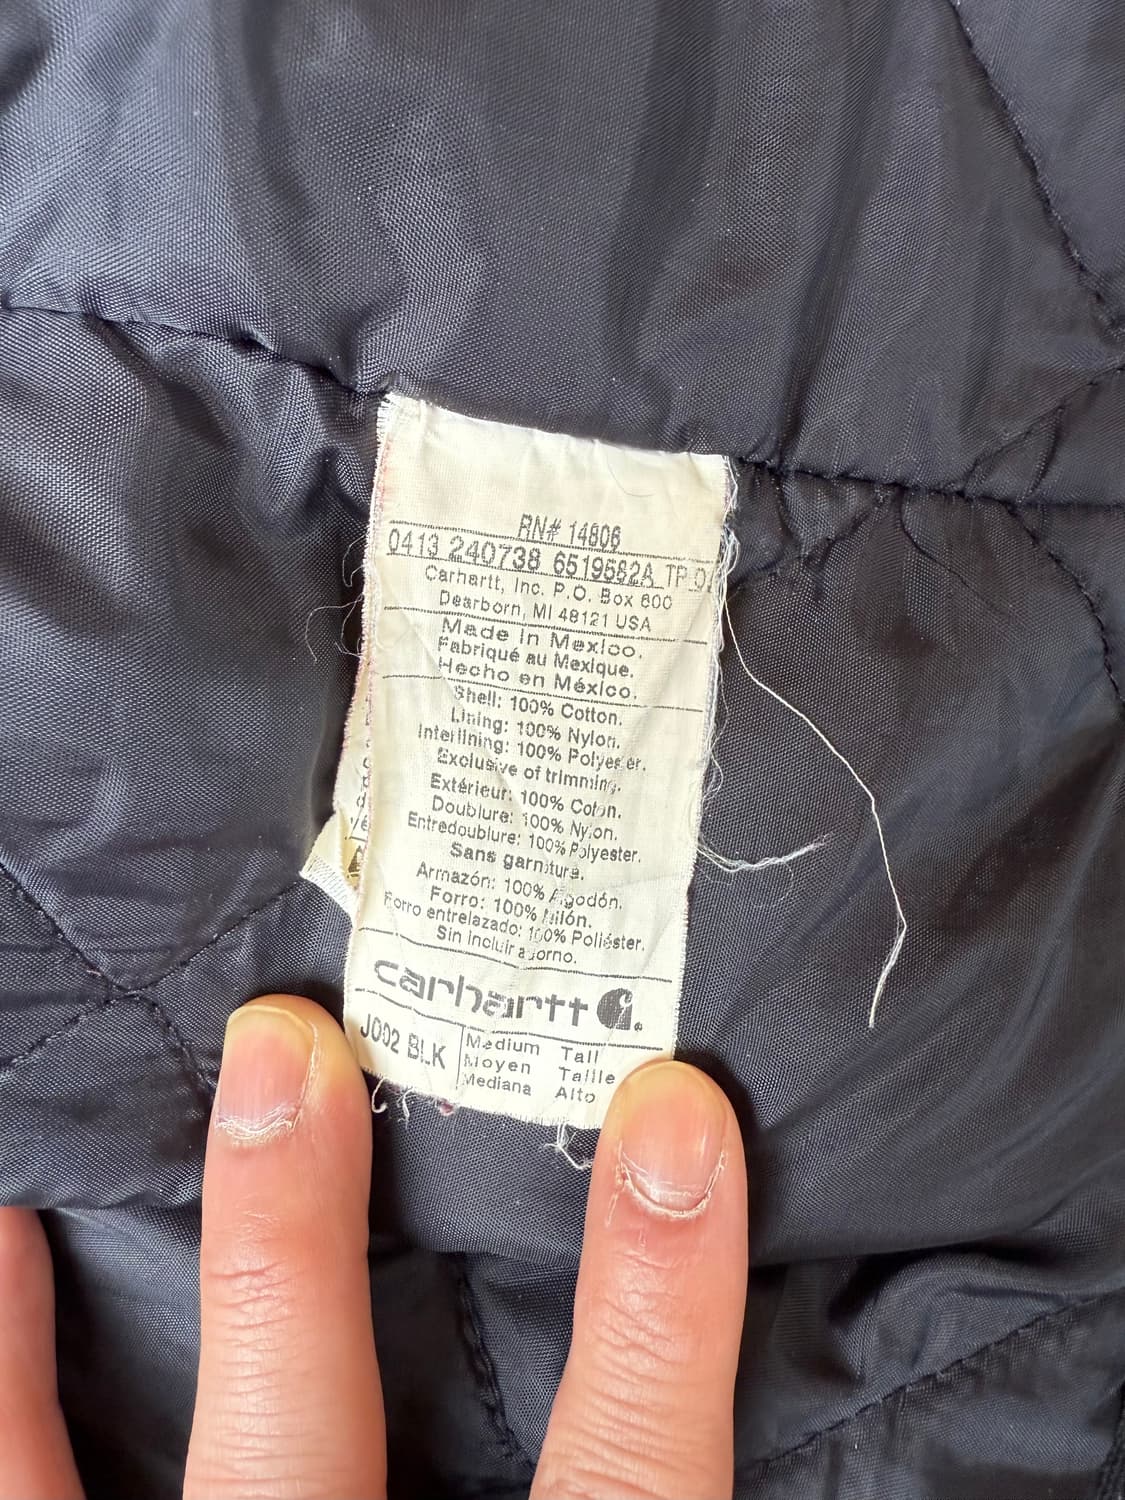 RN# 14806
0413 240738 6519582A TP
Carhartt, Inc. P.O. Box 600
Dearborn, MI 48121 USA
Made in Mexico.
Fabriqué au Mexique.
Hecho en México.
Shell: 100% Cotton.
Lining: 100% Nylon.
Interlining: 100% Polyester.
Exclusive of trimming.
Extérieur: 100% Coton.
Doublure: 100% Nylon.
Entredoublure: 100% Polyester.
Sans garniture.
Armazón: 100% Algodón.
Forro: 100% Nilón.
Forro entrelazado: 100% Poliéster.
Sin incluir adorno.
carhartt
J002 BLK
Medium Tall
Moyen Taille
Mediana Alto